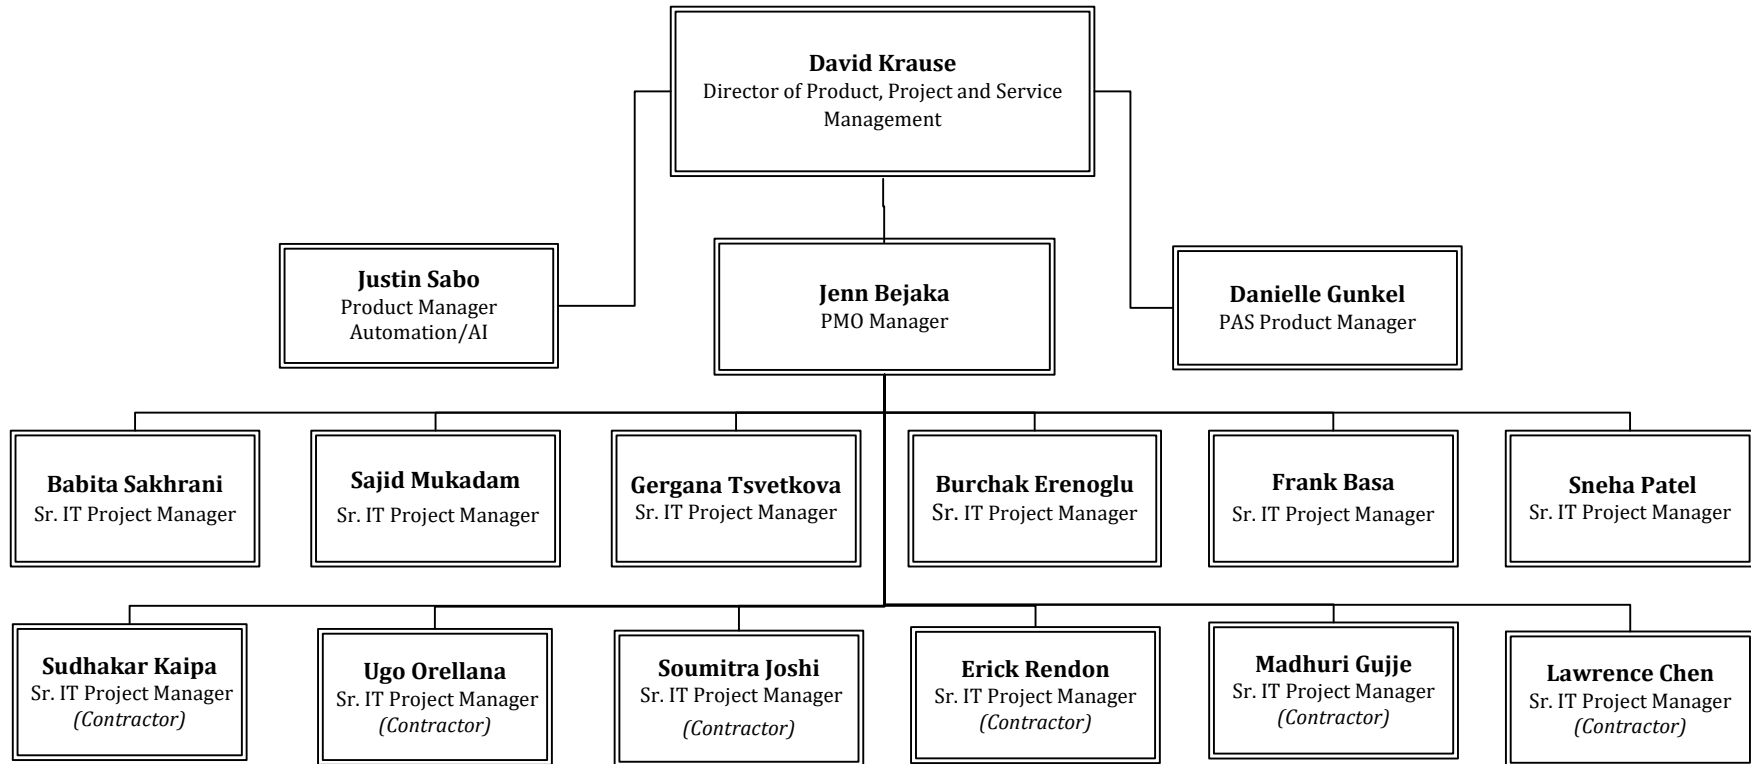 David Krause
Director of Product, Project and Service
Management
Justin Sabo
Product Manager
Automation/AI
Jenn Bejaka
PMO Manager
Danielle Gunkel
PAS Product Manager
Babita Sakhrani
Sr. IT Project Manager
Sajid Mukadam
Sr. IT Project Manager
Gergana Tsvetkova
Sr. IT Project Manager
Burchak Erenoglu
Sr. IT Project Manager
Frank Basa
Sr. IT Project Manager
Sneha Patel
Sr. IT Project Manager
Sudhakar Kaipa
Sr. IT Project Manager
(Contractor)
Ugo Orellana
Sr. IT Project Manager
(Contractor)
Soumitra Joshi
Sr. IT Project Manager
(Contractor)
Erick Rendon
Sr. IT Project Manager
(Contractor)
Madhuri Gujje
Sr. IT Project Manager
(Contractor)
Lawrence Chen
Sr. IT Project Manager
(Contractor)